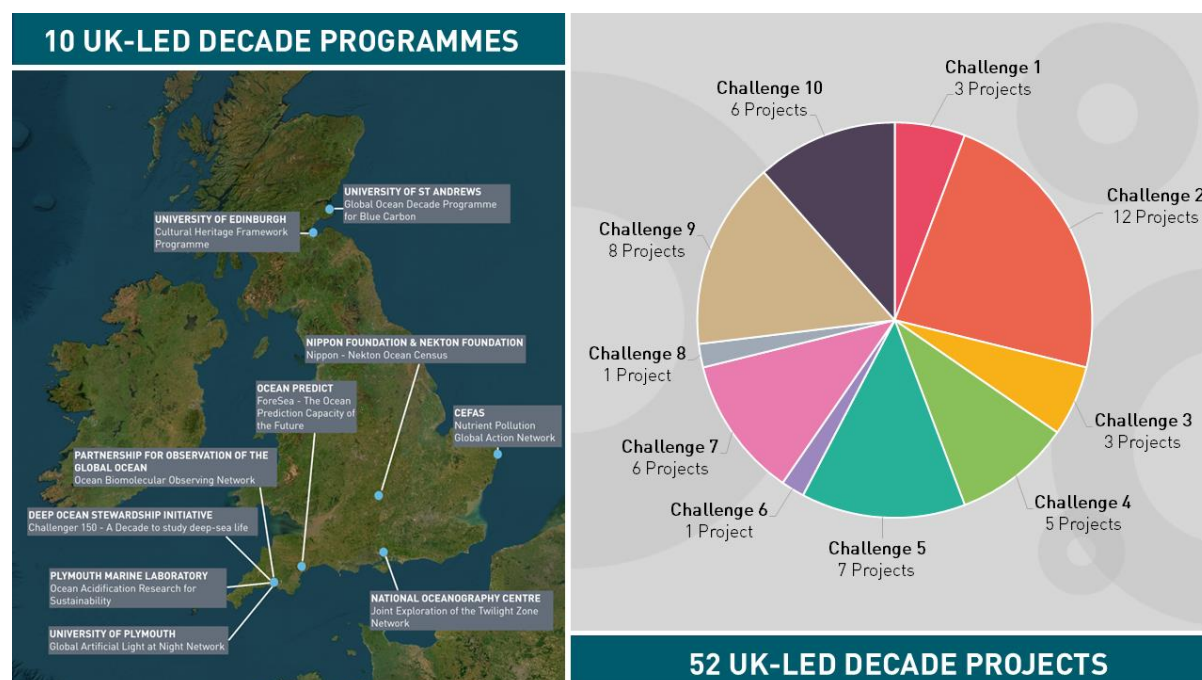 10 UK-LED DECADE PROGRAMMES
UNIVERSITY OF ST ANDREWS
Global Ocean Decade Programme
for Blue Carbon
UNIVERSITY OF EDINBURGH
Cultural Heritage Framework
Programme
NIPPON FOUNDATION & NEKTON FOUNDATION
Nippon - Nekton Ocean Census
OCEAN PREDICT
ForeSea - The Ocean
Prediction Capacity of
the Future
CEFAS
Nutrient Pollution
Global Action Network
PARTNERSHIP FOR OBSERVATION OF THE
GLOBAL OCEAN
Ocean Biomolecular Observing Network
DEEP OCEAN STEWARDSHIP INITIATIVE
Challenger 150 - A Decade to study deep-sea life
PLYMOUTH MARINE LABORATORY
Ocean Acidification Research for
Sustainability
NATIONAL OCEANOGRAPHY CENTRE
Joint Exploration of the Twilight Zone
Network
UNIVERSITY OF PLYMOUTH
Global Artificial Light at Night Network
Challenge 1
3 Projects
Challenge 2
12 Projects
Challenge 3
3 Projects
Challenge 4
5 Projects
Challenge 5
7 Projects
Challenge 6
1 Project
Challenge 7
6 Projects
Challenge 8
1 Project
Challenge 9
8 Projects
Challenge 10
6 Projects
52 UK-LED DECADE PROJECTS